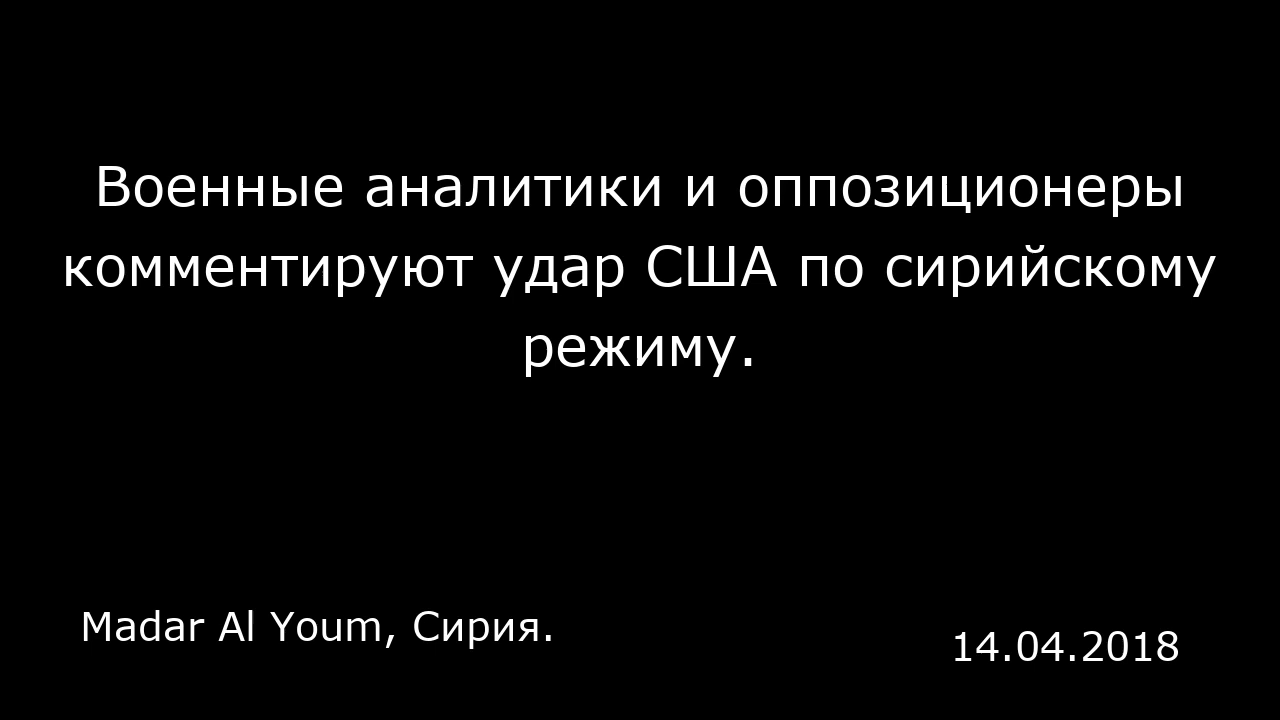 Военные аналитики и оппозиционеры
комментируют удар США по сирийскому
режиму.
Madar Al Youm, Сирия.
14.04.2018